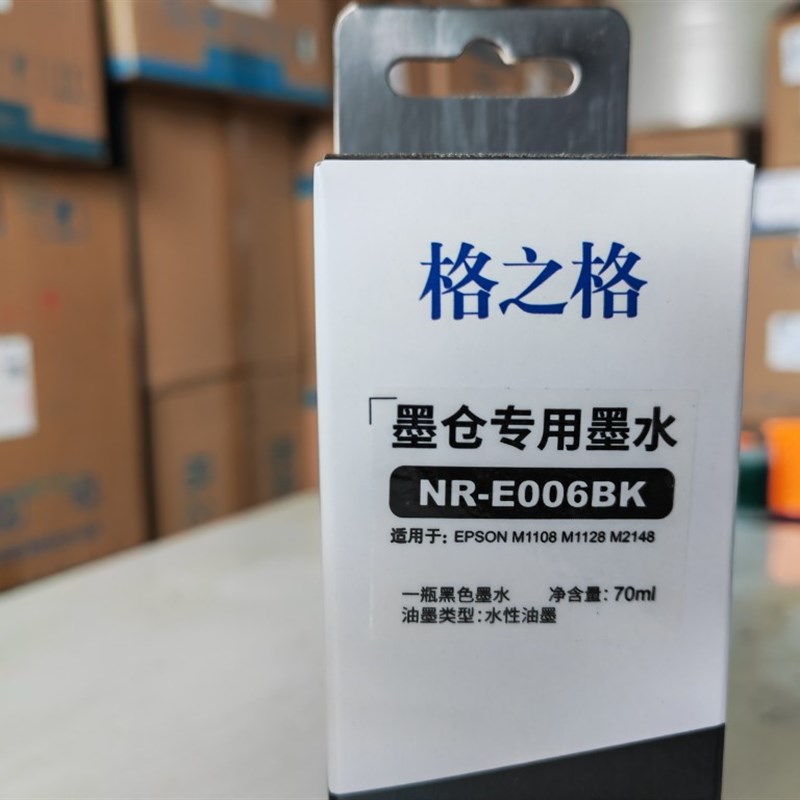 格之格
墨仓专用墨水
NR-E006BK
适用于: EPSON M1108 M1128 M2148
一瓶黑色墨水 净含量: 70ml
油墨类型: 水性油墨